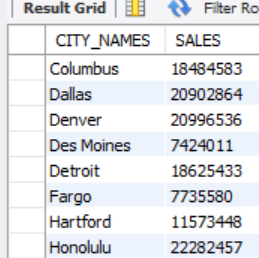 Result Grid Filter Ro
CITY_NAMES SALES
Columbus 18484583
Dallas 20902864
Denver 20996536
Des Moines 7424011
Detroit 18625433
Fargo 7735580
Hartford 11573448
Honolulu 22282457